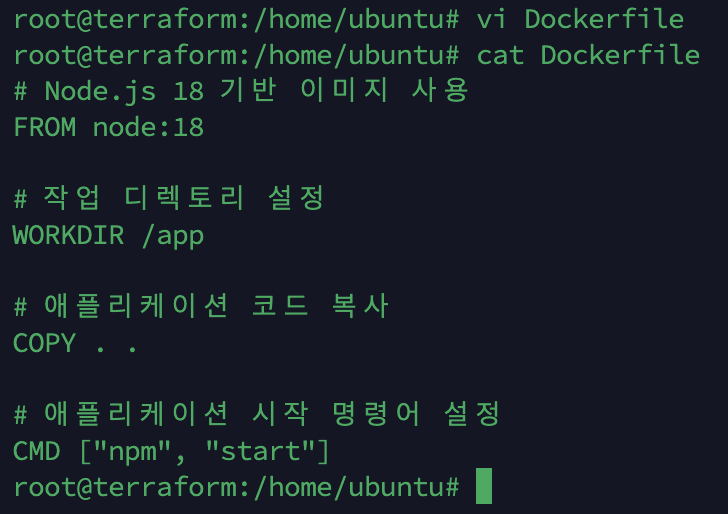 root@terraform:/home/ubuntu# vi Dockerfile
root@terraform:/home/ubuntu# cat Dockerfile
# Node.js 18 기반 이미지 사용
FROM node:18
# 작업 디렉토리 설정
WORKDIR /app
# 애플리케이션 코드 복사
COPY . .
# 애플리케이션 시작 명령어 설정
CMD ["npm", "start"]
root@terraform:/home/ubuntu#